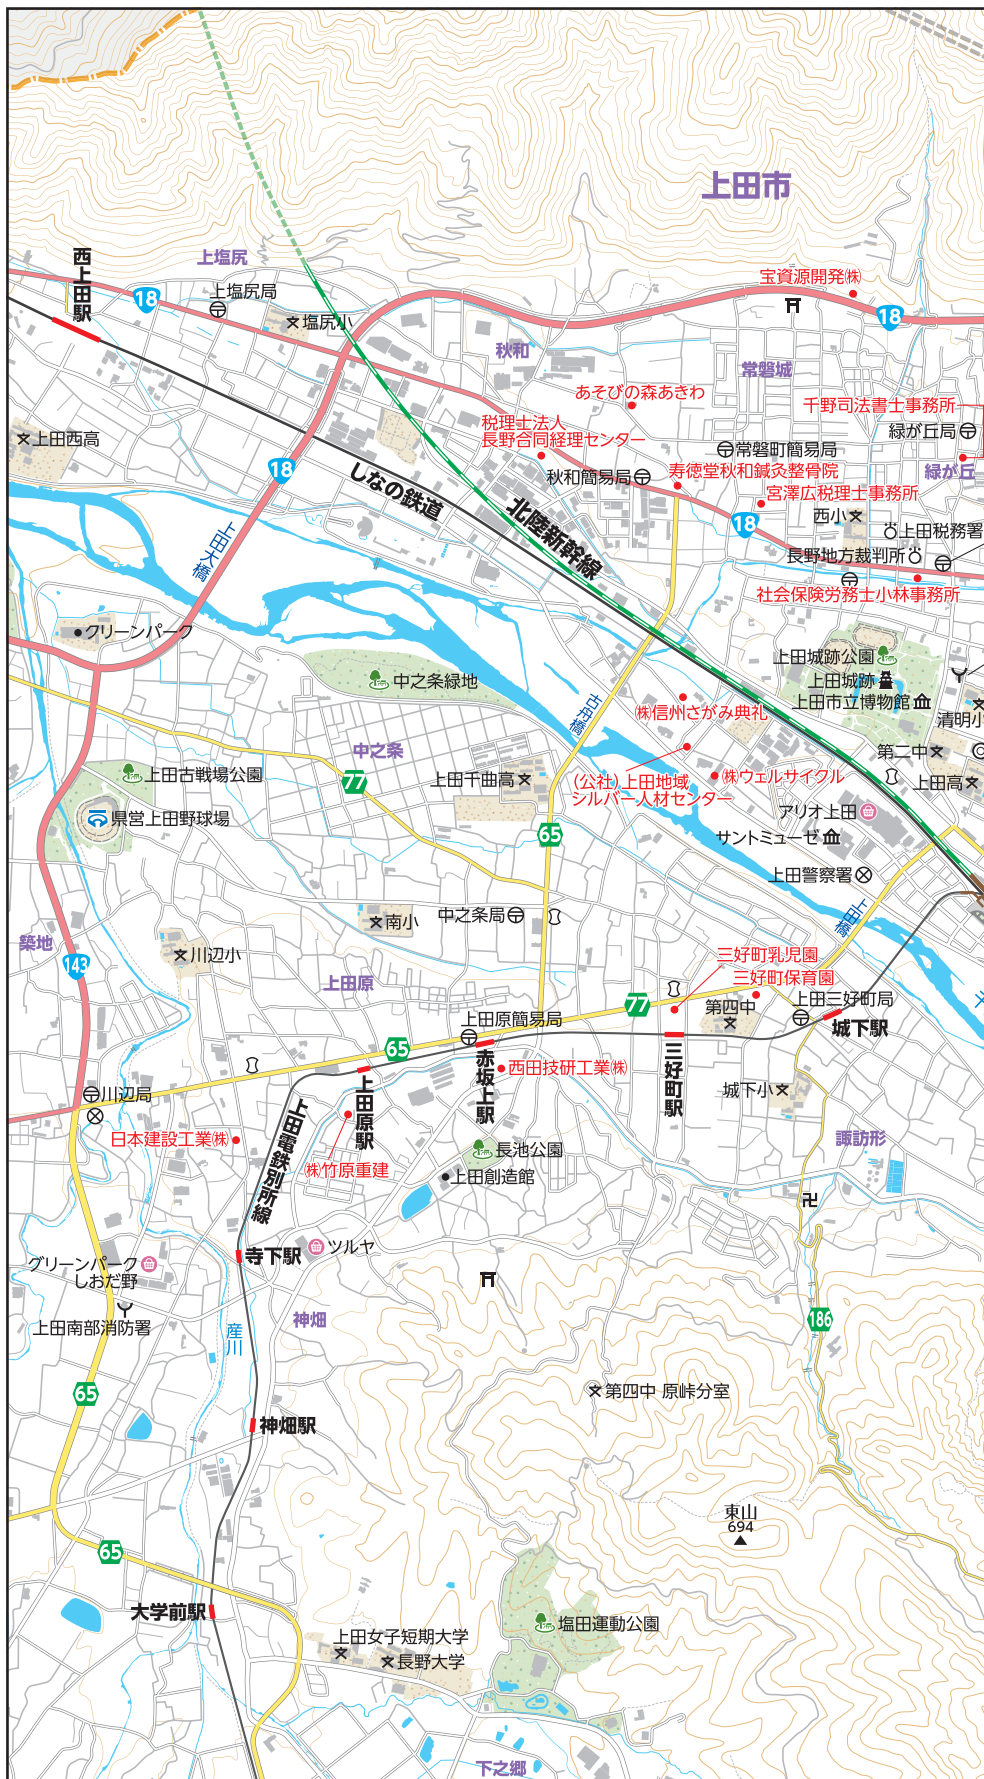 上田市
上塩尻
西上田駅
18
上塩尻局
塩尻小
宝資源開発㈱
18
秋和
常磐城
あそびの森あきわ
千野司法書士事務所
税理士法人
長野合同経理センター
緑が丘局
上田西高
常磐町簡易局
緑が丘
18
しなの鉄道
秋和簡易局
寿徳堂秋和鍼灸整骨院
宮澤広税理士事務所
北陸新幹線
18
西小
上田税務署
上田大橋
長野地方裁判所
社会保険労務士小林事務所
グリーンパーク
上田城跡公園
中之条緑地
上田城跡
上田市立博物館
古舟橋
㈱信州さがみ典礼
清明小
中之条
第二中
上田古戦場公園
77
上田千曲高
(公社)上田地域
シルバー人材センター
㈱ウェルサイクル
上田高
県営上田野球場
アリオ上田
65
サントミューゼ
上田警察署
中之条局
南小
上田橋
築地
川辺小
143
上田原
三好町乳児園
三好町保育園
千
77
第四中
上田三好町局
上田原簡易局
城下駅
65
赤坂上駅
西田技研工業㈱
三好町駅
川辺局
上田原駅
城下小
上田電鉄別所線
日本建設工業㈱
諏訪形
㈱竹原重建
長池公園
上田創造館
寺下駅
ツルヤ
グリーンパーク
しおだ野
上田南部消防署
産川
神畑
186
65
第四中 原峠分室
神畑駅
東山
694
65
大学前駅
塩田運動公園
上田女子短期大学
長野大学
下之郷